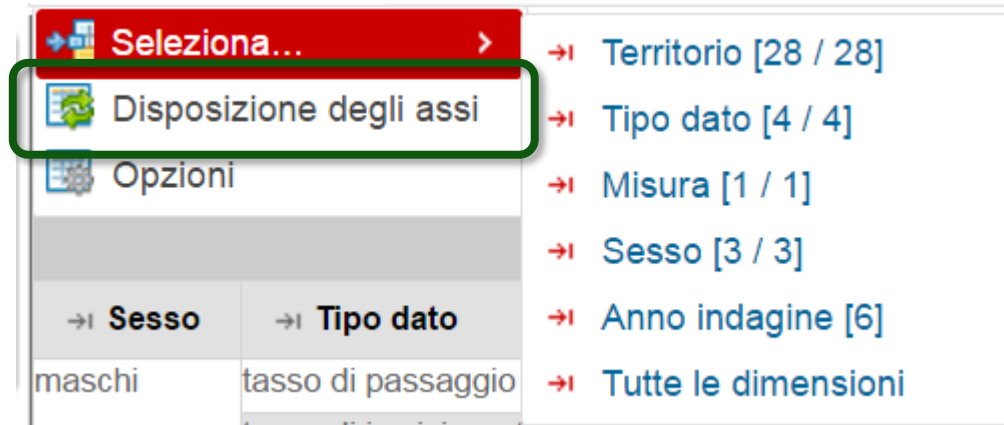 Seleziona...
Disposizione degli assi
Opzioni
Territorio [28 / 28]
Tipo dato [4 / 4]
Misura [1 / 1]
Sesso [3 / 3]
Anno indagine [6]
Tutte le dimensioni
Sesso Tipo dato
maschi tasso di passaggio